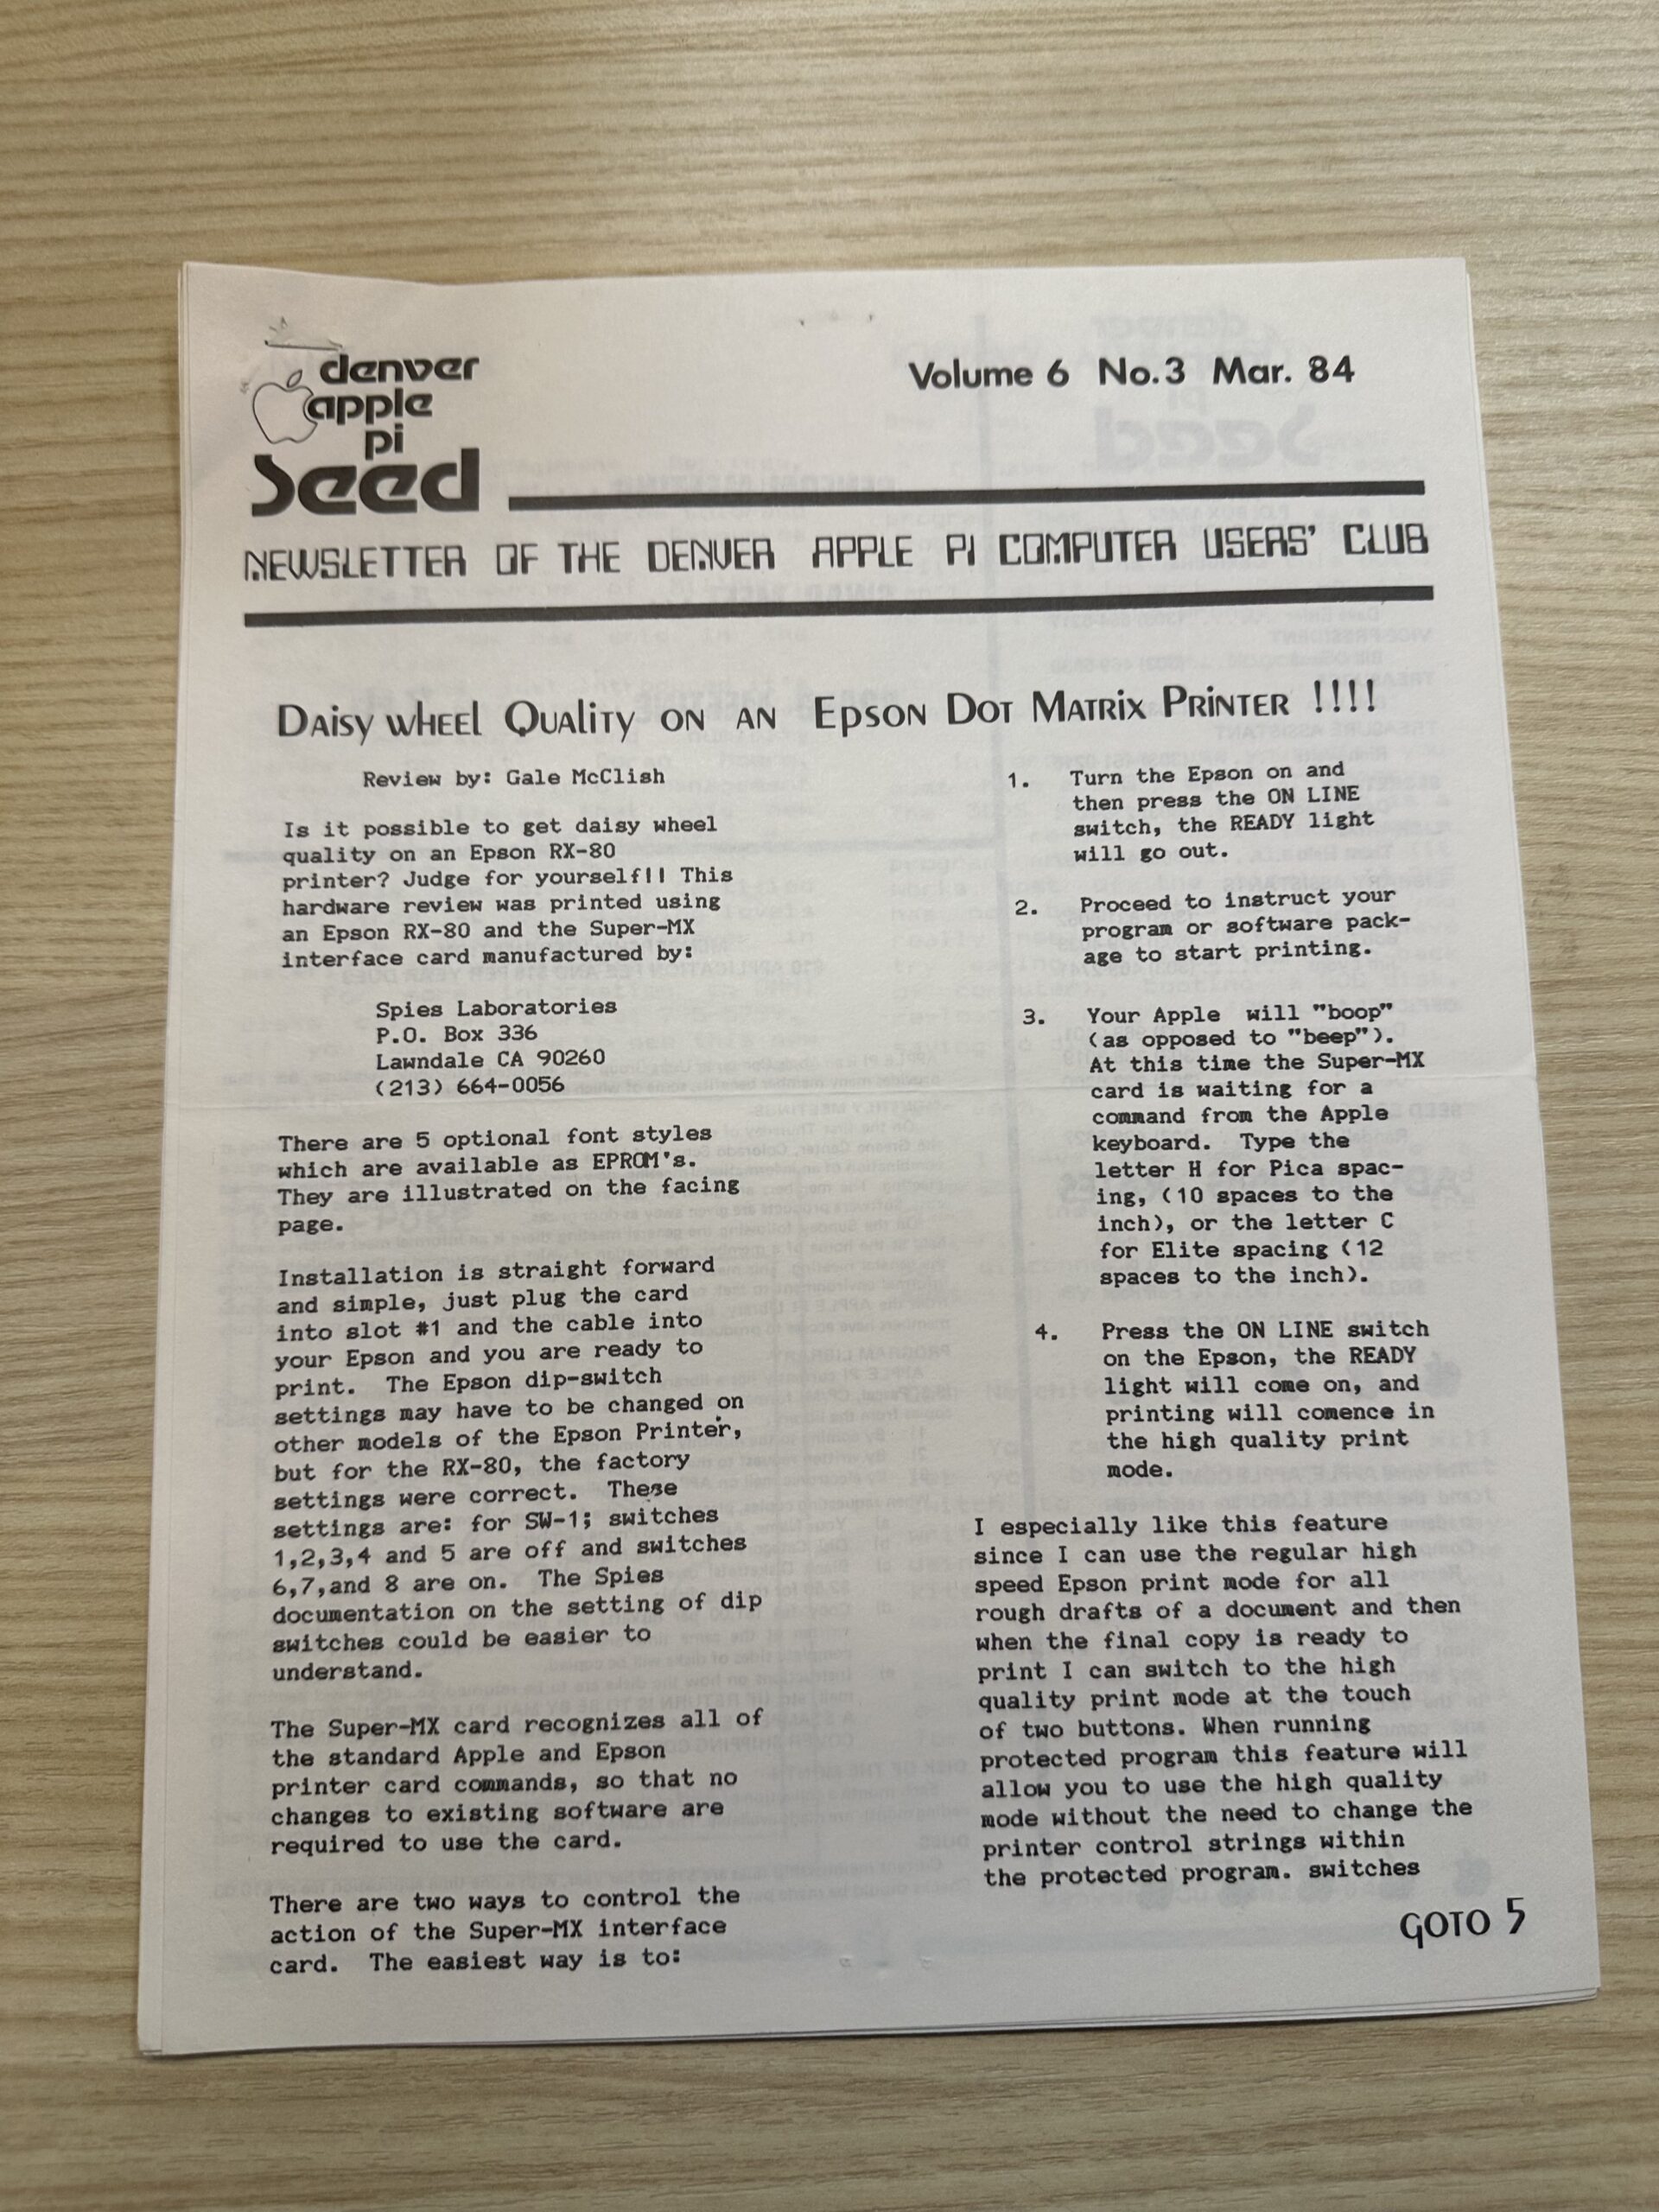 denver
apple
pi
Seed
Volume 6 No.3 Mar. 84
NEWSLETTER OF THE DENVER APPLE PI COMPUTER USERS' CLUB
Daisy wheel Quality on an Epson Dot Matrix Printer !!!!
Review by: Gale McClish
Is it possible to get daisy wheel
quality on an Epson RX-80
printer? Judge for yourself!! This
hardware review was printed using
an Epson RX-80 and the Super-MX
interface card manufactured by:
Spies Laboratories
P.O. Box 336
Lawndale CA 90260
(213) 664-0056
There are 5 optional font styles
which are available as EPROM's.
They are illustrated on the facing
page.
Installation is straight forward
and simple, just plug the card
into slot #1 and the cable into
your Epson and you are ready to
print. The Epson dip-switch
settings may have to be changed on
other models of the Epson Printer,
but for the RX-80, the factory
settings were correct. These
settings are: for SW-1; switches
1,2,3,4 and 5 are off and switches
6,7,and 8 are on. The Spies
documentation on the setting of dip
switches could be easier to
understand.
The Super-MX card recognizes all of
the standard Apple and Epson
printer card commands, so that no
changes to existing software are
required to use the card.
There are two ways to control the
action of the Super-MX interface
card. The easiest way is to:
1. Turn the Epson on and
then press the ON LINE
switch, the READY light
will go out.
2. Proceed to instruct your
program or software pack-
age to start printing.
3. Your Apple will "boop"
(as opposed to "beep").
At this time the Super-MX
card is waiting for a
command from the Apple
keyboard. Type the
letter H for Pica spac-
ing, (10 spaces to the
inch), or the letter C
for Elite spacing (12
spaces to the inch).
4. Press the ON LINE switch
on the Epson, the READY
light will come on, and
printing will comence in
the high quality print
mode.
I especially like this feature
since I can use the regular high
speed Epson print mode for all
rough drafts of a document and then
when the final copy is ready to
print I can switch to the high
quality print mode at the touch
of two buttons. When running
protected program this feature will
allow you to use the high quality
mode without the need to change the
printer control strings within
the protected program. switches
GOTO 5